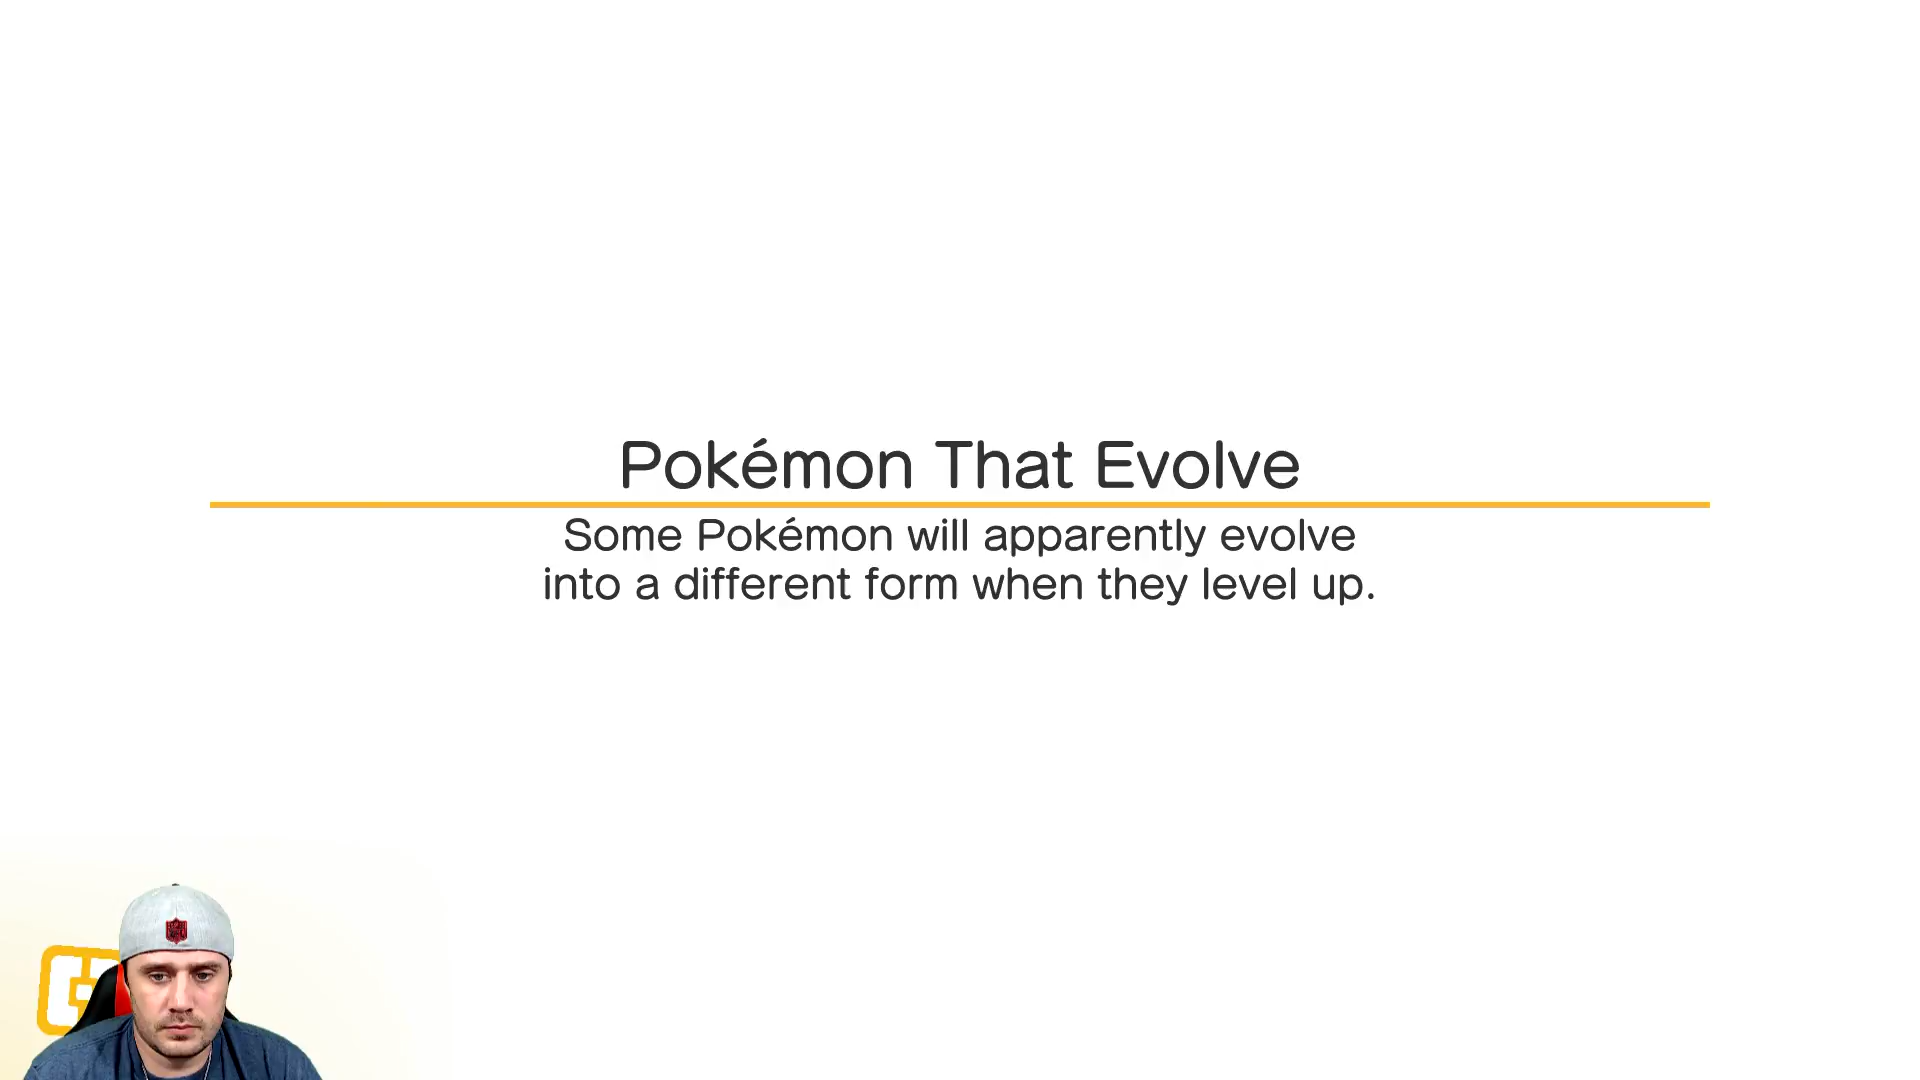 Pokémon That Evolve
Some Pokémon will apparently evolve
into a different form when they level up.